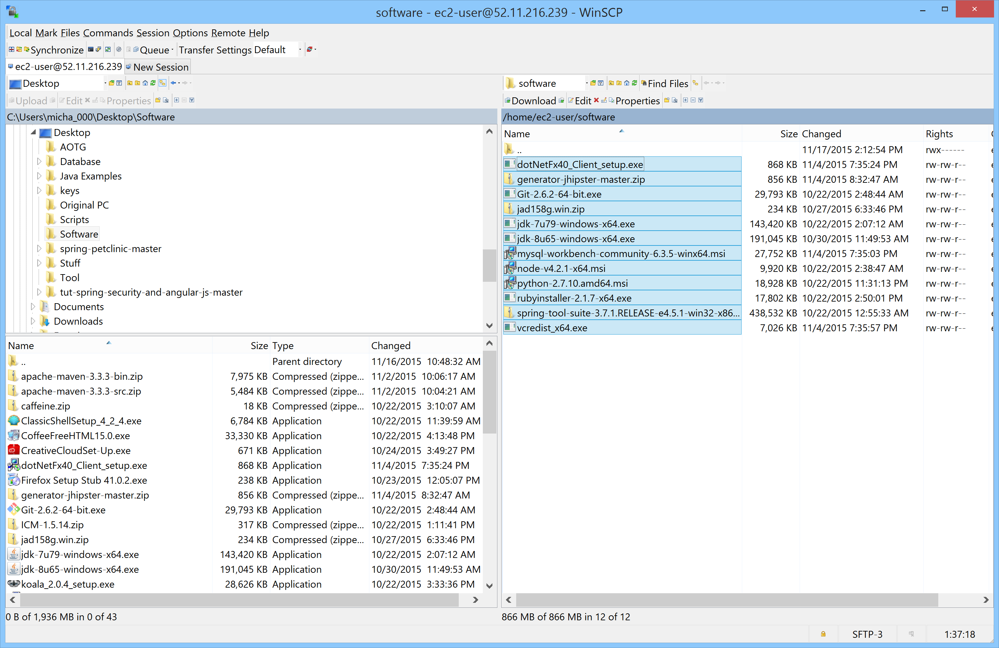 software - ec2-user@52.11.216.239 - WinSCP
Local Mark Files Commands Session Options Remote Help
Synchronize Queue Transfer Settings Default
ec2-user@52.11.216.239 New Session
Desktop
Upload Edit Properties
C:\Users\micha_000\Desktop\Software
Desktop
AOTG
Database
Java Examples
keys
Original PC
Scripts
Software
spring-petclinic-master
Stuff
Tool
tut-spring-security-and-angular-js-master
Documents
Downloads
Name Size Type Changed
.. Parent directory 11/16/2015 10:48:32 AM
apache-maven-3.3.3-bin.zip 7,975 KB Compressed (zippe... 11/2/2015 10:06:17 AM
apache-maven-3.3.3-src.zip 5,484 KB Compressed (zippe... 11/2/2015 10:04:21 AM
caffeine.zip 18 KB Compressed (zippe... 10/22/2015 3:10:07 AM
ClassicShellSetup_4_2_4.exe 6,784 KB Application 10/22/2015 11:39:59 AM
CoffeeFreeHTML15.0.exe 33,330 KB Application 10/22/2015 4:13:48 PM
CreativeCloudSet-Up.exe 671 KB Application 10/24/2015 3:49:27 PM
dotNetFx40_Client_setup.exe 868 KB Application 11/4/2015 7:35:24 PM
Firefox Setup Stub 41.0.2.exe 238 KB Application 10/23/2015 12:05:07 PM
generator-jhipster-master.zip 856 KB Compressed (zippe... 11/4/2015 8:32:47 AM
Git-2.6.2-64-bit.exe 29,793 KB Application 10/22/2015 2:48:44 AM
ICM-1.5.14.zip 317 KB Compressed (zippe... 10/22/2015 1:11:41 PM
jad158g.win.zip 234 KB Compressed (zippe... 10/27/2015 6:33:46 PM
jdk-7u79-windows-x64.exe 143,420 KB Application 10/22/2015 2:07:12 AM
jdk-8u65-windows-x64.exe 191,045 KB Application 10/30/2015 11:49:53 AM
koala_2.0.4_setup.exe 28,626 KB Application 10/22/2015 3:33:36 PM
0 B of 1,936 MB in 0 of 43
software Find Files
Download Edit Properties
/home/ec2-user/software
Name Size Changed Rights
.. 11/17/2015 2:12:54 PM rwx------
dotNetFx40_Client_setup.exe 868 KB 11/4/2015 7:35:24 PM rw-rw-r--
generator-jhipster-master.zip 856 KB 11/4/2015 8:32:47 AM rw-rw-r--
Git-2.6.2-64-bit.exe 29,793 KB 10/22/2015 2:48:44 AM rw-rw-r--
jad158g.win.zip 234 KB 10/27/2015 6:33:46 PM rw-rw-r--
jdk-7u79-windows-x64.exe 143,420 KB 10/22/2015 2:07:12 AM rw-rw-r--
jdk-8u65-windows-x64.exe 191,045 KB 10/30/2015 11:49:53 AM rw-rw-r--
mysql-workbench-community-6.3.5-winx64.msi 27,752 KB 11/4/2015 7:35:03 PM rw-rw-r--
node-v4.2.1-x64.msi 9,920 KB 10/22/2015 2:38:47 AM rw-rw-r--
python-2.7.10.amd64.msi 18,928 KB 10/22/2015 11:31:13 PM rw-rw-r--
rubyinstaller-2.1.7-x64.exe 17,802 KB 10/22/2015 2:50:01 PM rw-rw-r--
spring-tool-suite-3.7.1.RELEASE-e4.5.1-win32-x86... 438,532 KB 10/22/2015 12:55:33 AM rw-rw-r--
vcredist_x64.exe 7,026 KB 11/4/2015 7:35:57 PM rw-rw-r--
866 MB of 866 MB in 12 of 12
SFTP-3 1:37:18